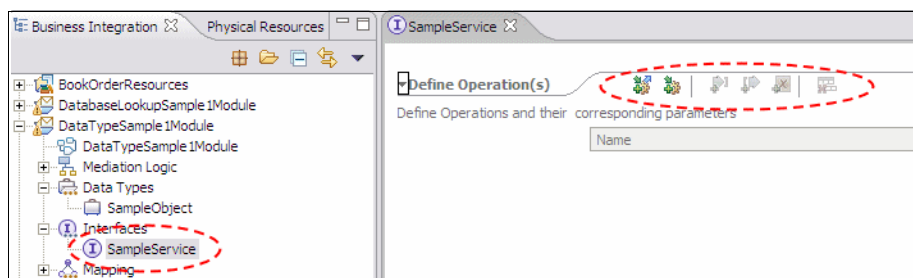 Business Integration
Physical Resources
BookOrderResources
DatabaseLookupSample1Module
DataTypeSample1Module
DataTypeSample1Module
Mediation Logic
Data Types
SampleObject
Interfaces
SampleService
Mapping
SampleService
Define Operation(s)
Define Operations and their corresponding parameters
Name